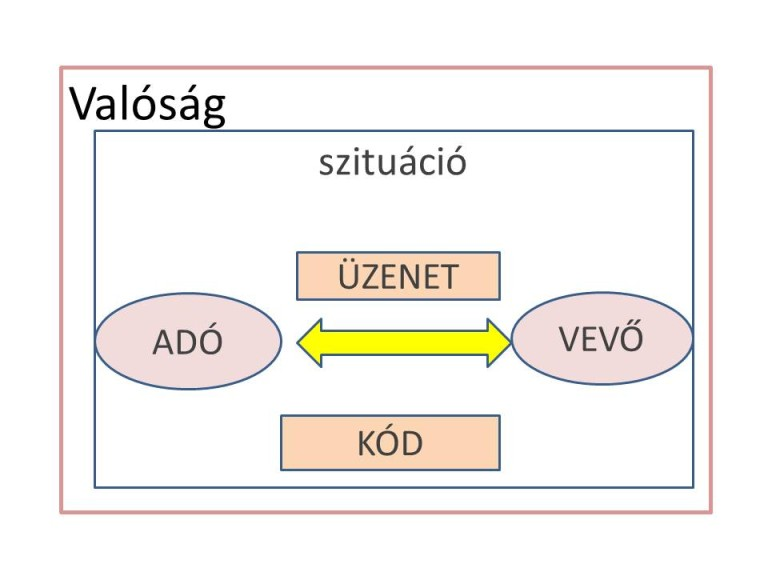 Valóság
szituáció
ÜZENET
ADÓ
VEVŐ
KÓD